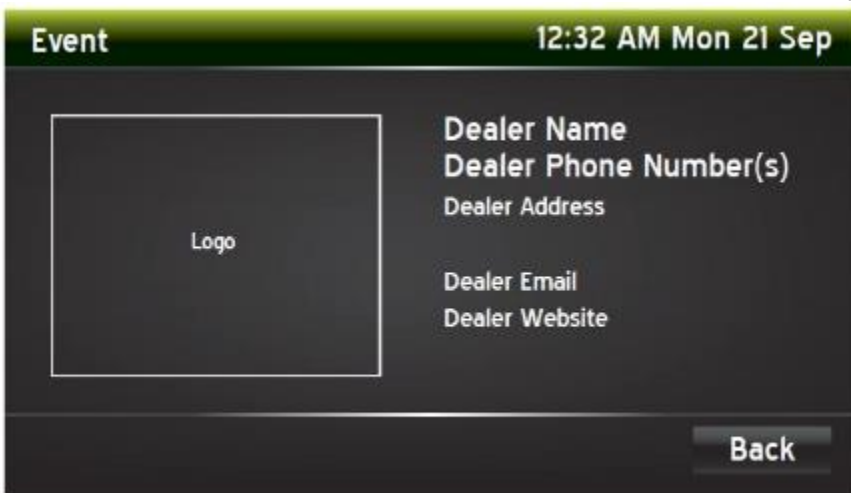 Event
12:32 AM Mon 21 Sep
Logo
Dealer Name
Dealer Phone Number(s)
Dealer Address
Dealer Email
Dealer Website
Back